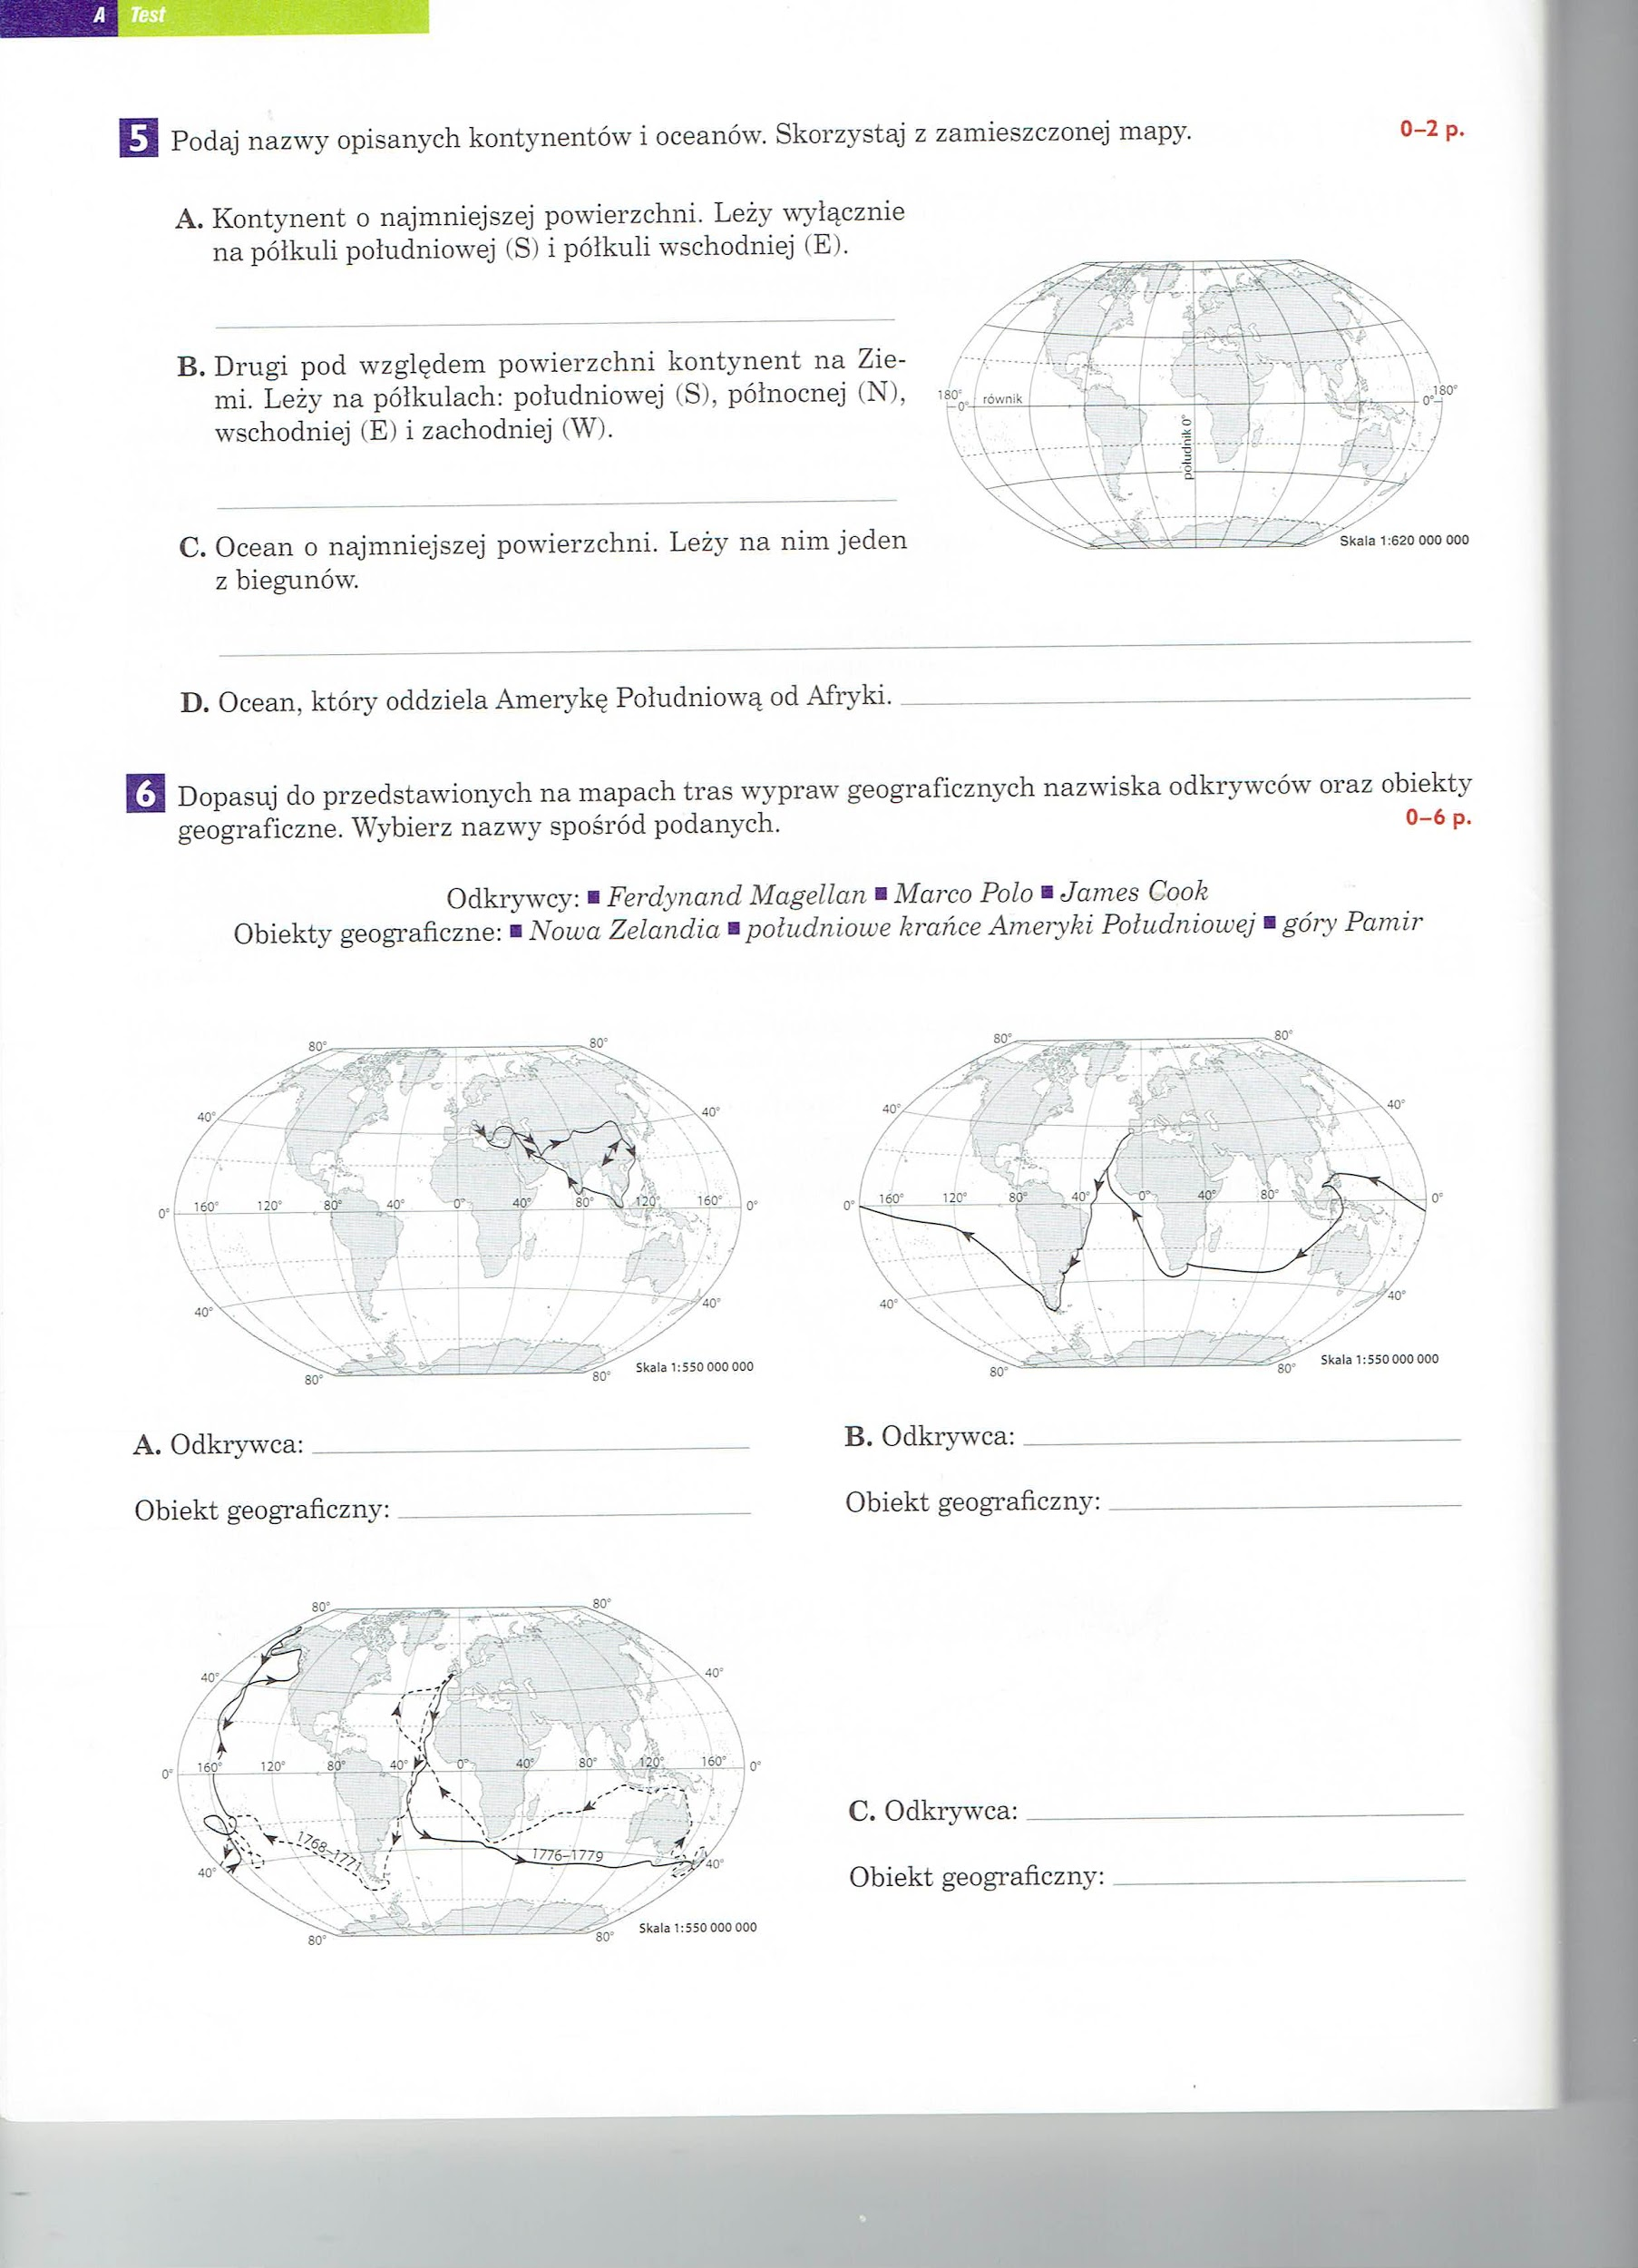 A Test
5 Podaj nazwy opisanych kontynentów i oceanów. Skorzystaj z zamieszczonej mapy. 0–2 p.
A. Kontynent o najmniejszej powierzchni. Leży wyłącznie
na półkuli południowej (S) i półkuli wschodniej (E).
B. Drugi pod względem powierzchni kontynent na Zie-
mi. Leży na półkulach: południowej (S), północnej (N),
wschodniej (E) i zachodniej (W).
180° 0° równik 0° 180°
południk 0°
Skala 1:620 000 000
C. Ocean o najmniejszej powierzchni. Leży na nim jeden
z biegunów.
D. Ocean, który oddziela Amerykę Południową od Afryki.
6 Dopasuj do przedstawionych na mapach tras wypraw geograficznych nazwiska odkrywców oraz obiekty
geograficzne. Wybierz nazwy spośród podanych. 0–6 p.
Odkrywcy: ■ Ferdynand Magellan ■ Marco Polo ■ James Cook
Obiekty geograficzne: ■ Nowa Zelandia ■ południowe krańce Ameryki Południowej ■ góry Pamir
80° 80°
40° 40°
0° 160° 120° 80° 40° 0° 40° 80° 120° 160° 0°
40° 40°
80° 80° Skala 1:550 000 000
80° 80°
40° 40°
0° 160° 120° 80° 40° 0° 40° 80° 0°
40° 40°
80° 80° Skala 1:550 000 000
A. Odkrywca:
Obiekt geograficzny:
B. Odkrywca:
Obiekt geograficzny:
80° 80°
40° 40°
0° 160° 120° 80° 40° 0° 40° 80° 120° 160° 0°
1768–1771
1776–1779
40° 40°
80° 80° Skala 1:550 000 000
C. Odkrywca:
Obiekt geograficzny: